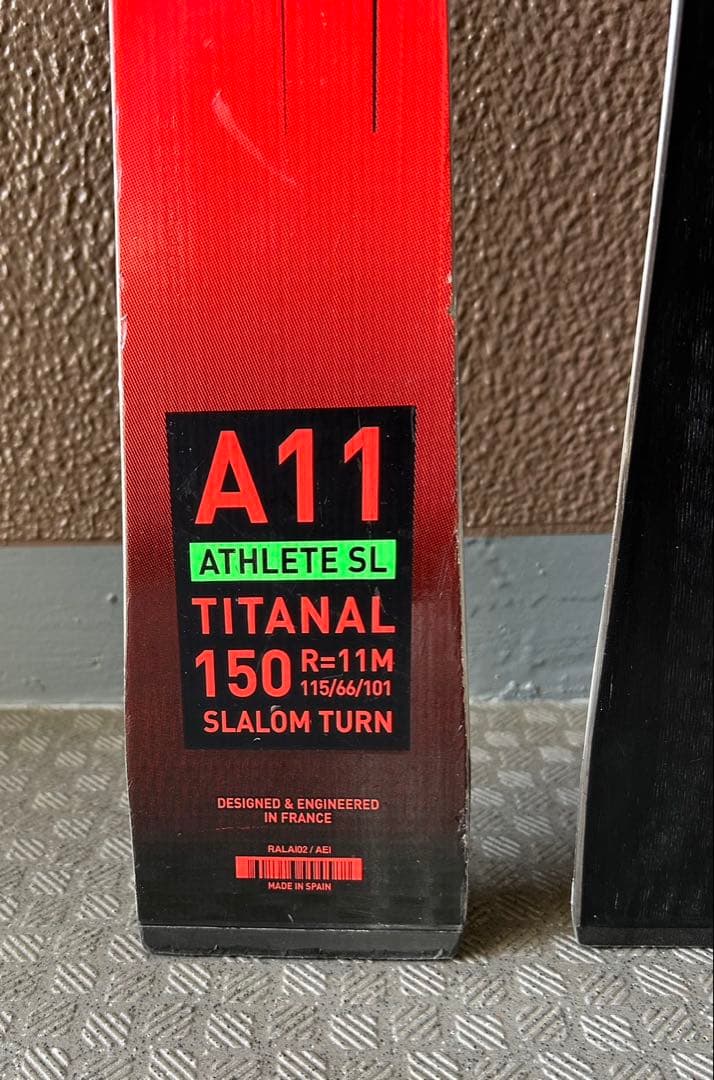 A11
ATHLETE SL
TITANAL
150 R=11M
115/66/101
SLALOM TURN
DESIGNED & ENGINEERED
IN FRANCE
RALAI02 / AEI
MADE IN SPAIN